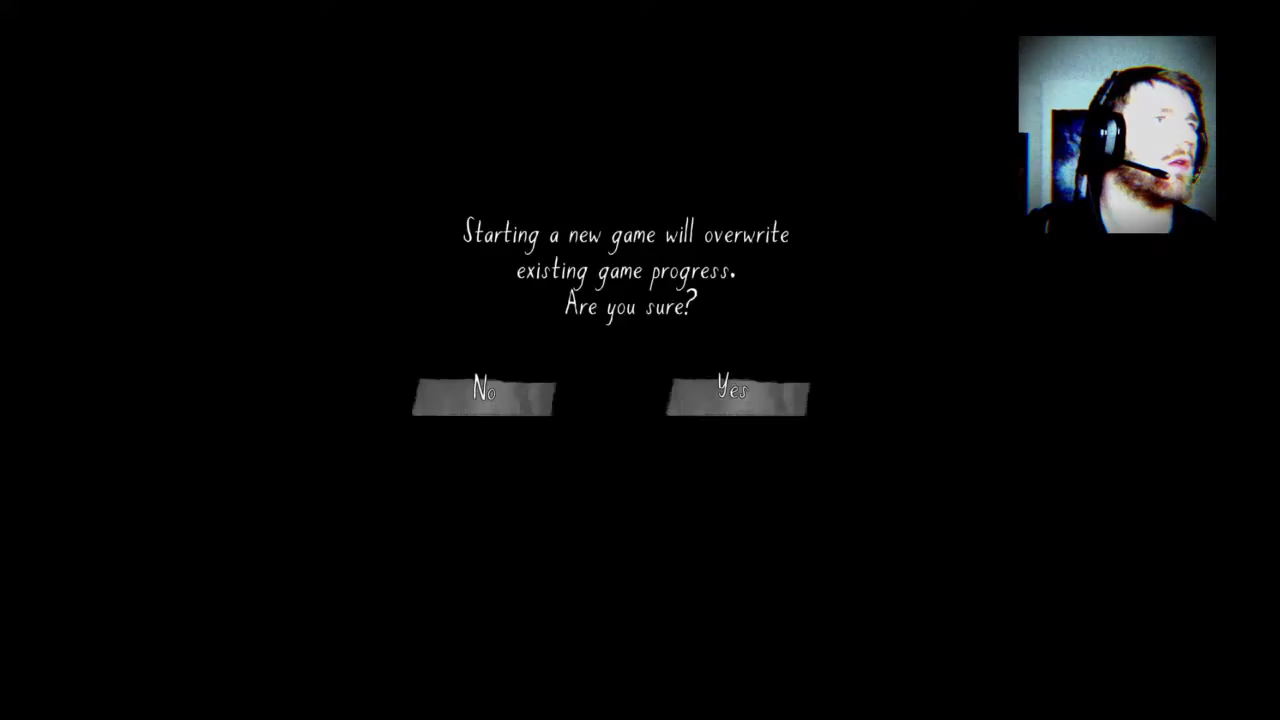 Starting a new game will overwrite
existing game progress.
Are you sure?
No
Yes